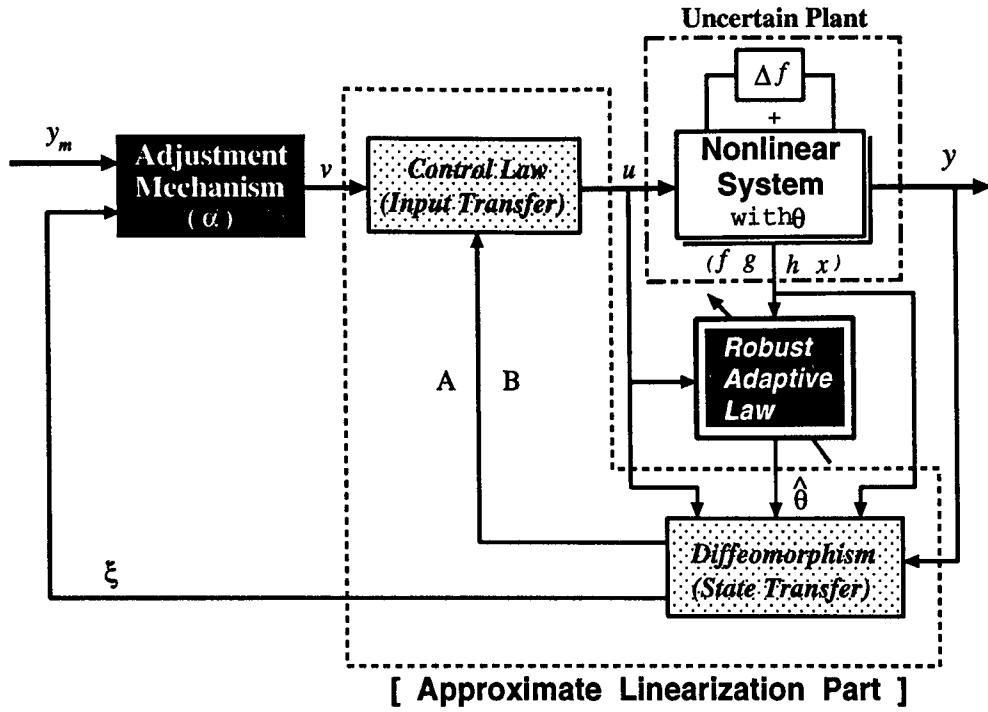 Uncertain Plant
Δf
+
y_m
Adjustment
Mechanism
(α)
v
Control Law
(Input Transfer)
u
Nonlinear
System
withθ
y
(f g h x)
Robust
Adaptive
Law
A B
θ̂
Diffeomorphism
(State Transfer)
ξ
[ Approximate Linearization Part ]